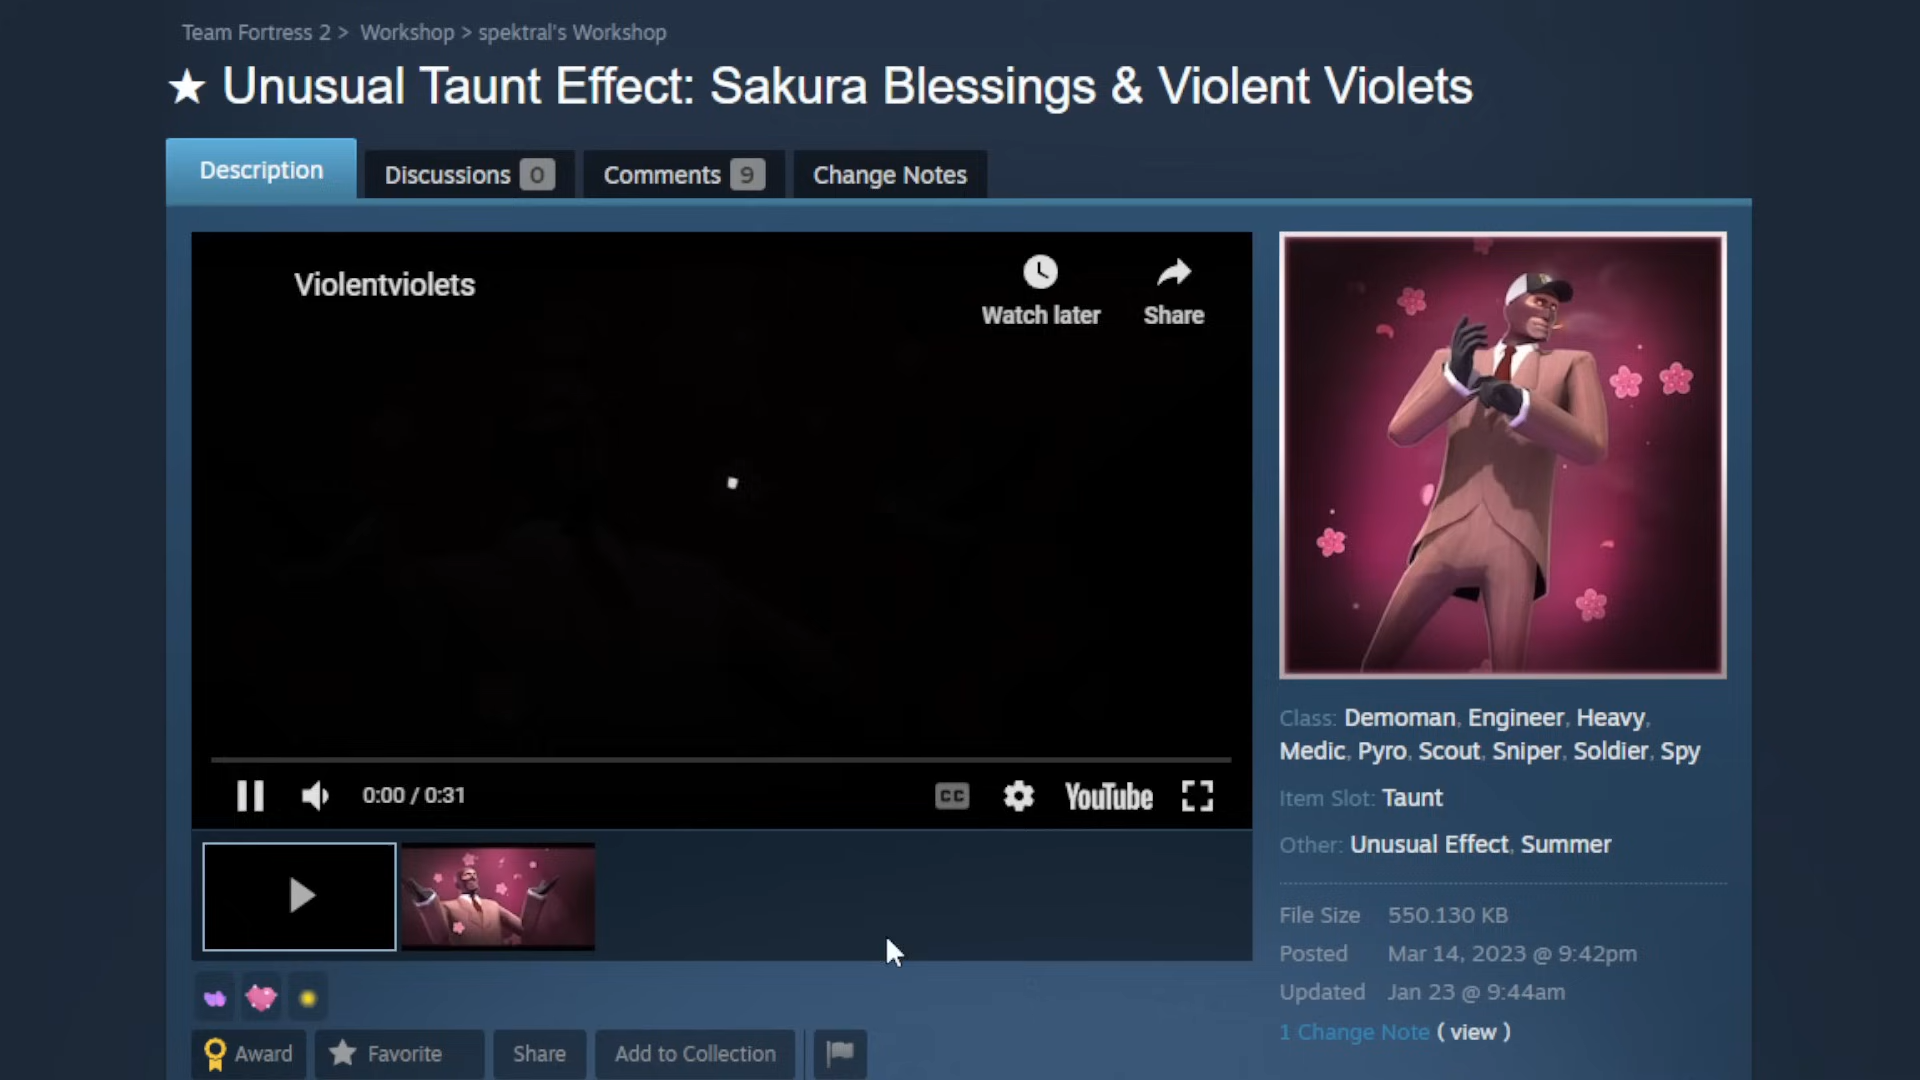 Team Fortress 2 > Workshop > spektral's Workshop
★ Unusual Taunt Effect: Sakura Blessings & Violent Violets
Description
Discussions 0
Comments 9
Change Notes
Violentviolets
Watch later
Share
0:00 / 0:31
CC
YouTube
Class: Demoman, Engineer, Heavy,
Medic, Pyro, Scout, Sniper, Soldier, Spy
Item Slot: Taunt
Other: Unusual Effect, Summer
File Size 550.130 KB
Posted Mar 14, 2023 @ 9:42pm
Updated Jan 23 @ 9:44am
1 Change Note ( view )
Award
Favorite
Share
Add to Collection